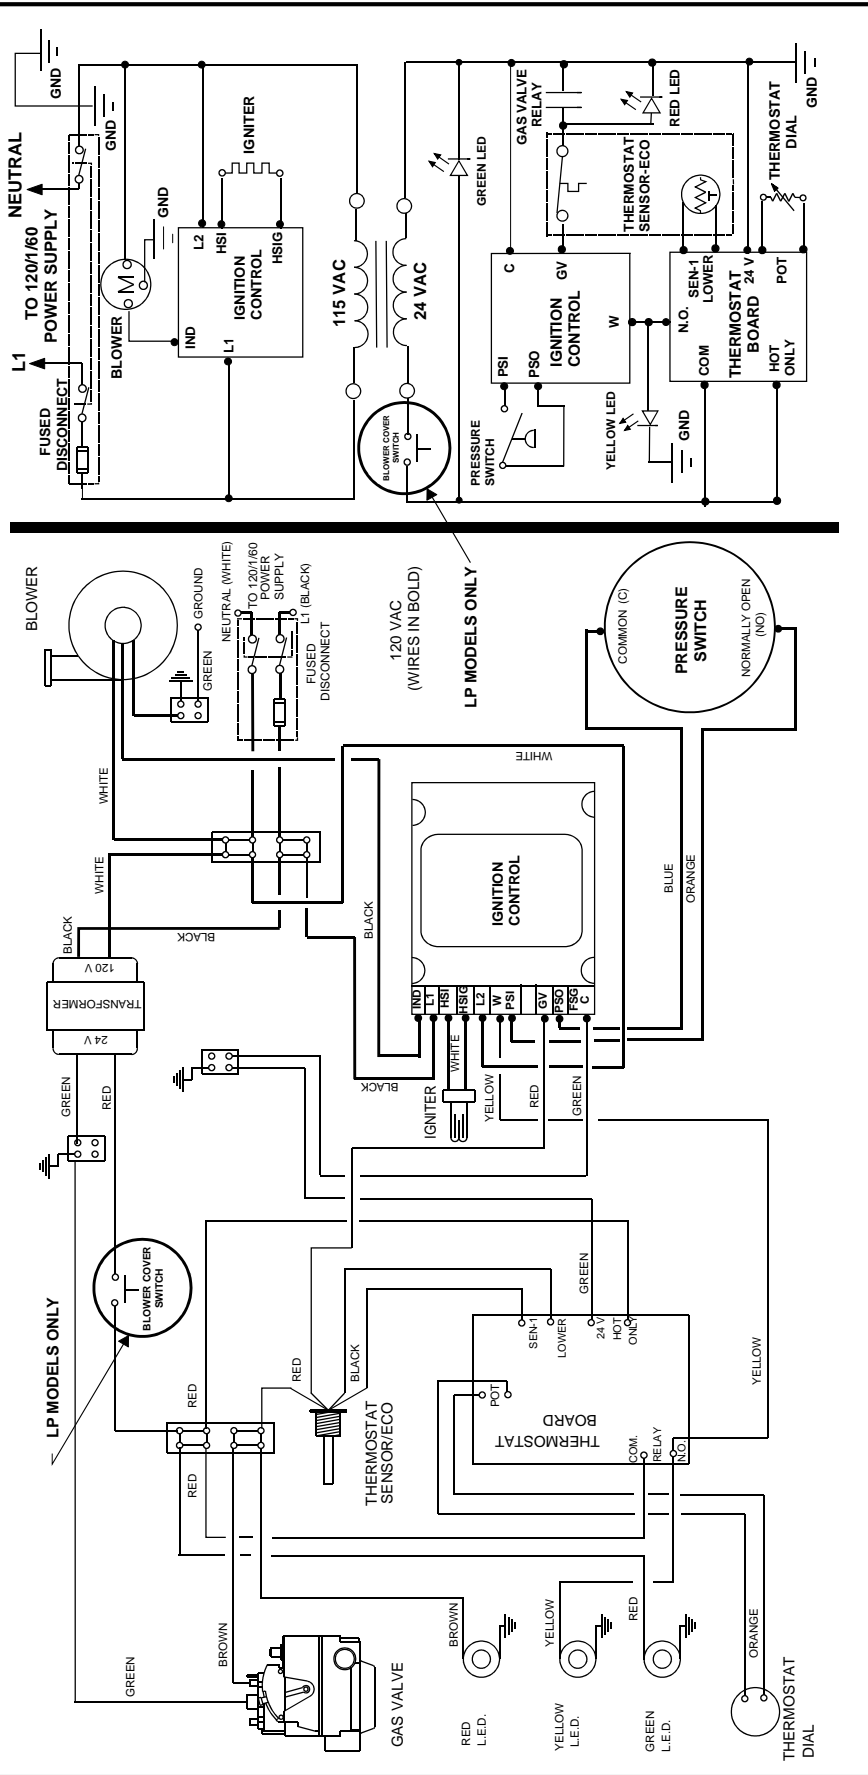 GND
GND
NEUTRAL
TO 120/1/60
POWER SUPPLY
L1
FUSED
DISCONNECT
BLOWER
M
GND
IND
L2
HSI
HSIG
IGNITER
IGNITION
CONTROL
L1
115 VAC
24 VAC
BLOWER COVER
SWITCH
GREEN LED
GAS VALVE
RELAY
RED LED
GND
THERMOSTAT
SENSOR-ECO
THERMOSTAT
DIAL
C
GV
IGNITION
CONTROL
W
PSI
PSO
PRESSURE
SWITCH
YELLOW LED
GND
N.O.
SEN-1
LOWER
24 V
POT
THERMOSTAT
BOARD
COM
HOT
ONLY
BLOWER
GROUND
GREEN
NEUTRAL (WHITE)
TO 120/1/60
POWER
SUPPLY
L1 (BLACK)
FUSED
DISCONNECT
120 VAC
(WIRES IN BOLD)
LP MODELS ONLY
COMMON (C)
PRESSURE
SWITCH
NORMALLY OPEN
(NO)
WHITE
WHITE
WHITE
BLACK
BLACK
BLACK
BLUE
ORANGE
IGNITION
CONTROL
IND
L1
HSI
HSIG
L2
W
PSI
GV
PSO
FSG
C
120 V
TRANSFORMER
24 V
GREEN
RED
BLACK
WHITE
IGNITER
YELLOW
RED
GREEN
BLOWER COVER
SWITCH
LP MODELS ONLY
RED
RED
RED
BLACK
THERMOSTAT
SENSOR/ECO
GREEN
SEN-1
LOWER
24 V
HOT
ONLY
POT
THERMOSTAT
BOARD
COM.
RELAY
N.O.
YELLOW
GREEN
BROWN
GAS VALVE
BROWN
RED
L.E.D.
YELLOW
YELLOW
L.E.D.
RED
GREEN
L.E.D.
ORANGE
THERMOSTAT
DIAL